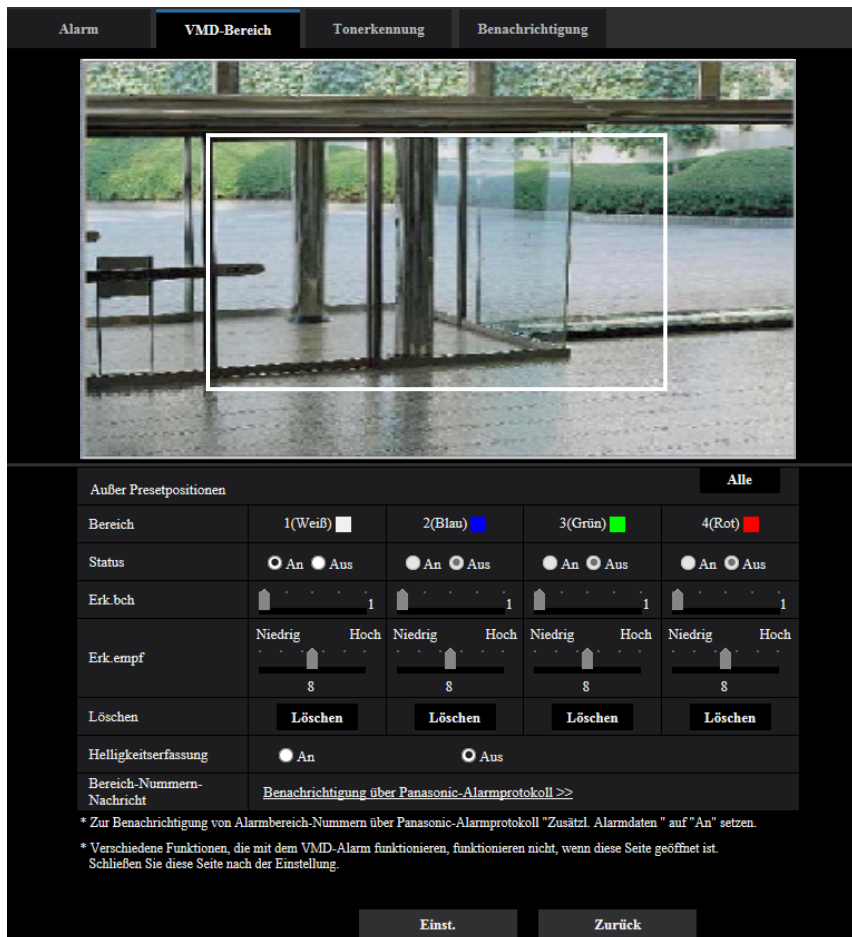 Alarm VMD-Bereich Tonerkennung Benachrichtigung
Außer Presetpositionen Alle
Bereich 1(Weiß) 2(Blau) 3(Grün) 4(Rot)
Status An Aus An Aus An Aus An Aus
Erk.bch 1 1 1 1
Niedrig Hoch Niedrig Hoch Niedrig Hoch Niedrig Hoch
Erk.empf
8 8 8 8
Löschen Löschen Löschen Löschen Löschen
Helligkeitserfassung An Aus
Bereich-Nummern-
Nachricht Benachrichtigung über Panasonic-Alarmprotokoll >>
* Zur Benachrichtigung von Alarmbereich-Nummern über Panasonic-Alarmprotokoll "Zusätzl. Alarmdaten " auf "An" setzen.
* Verschiedene Funktionen, die mit dem VMD-Alarm funktionieren, funktionieren nicht, wenn diese Seite geöffnet ist.
Schließen Sie diese Seite nach der Einstellung.
Einst. Zurück